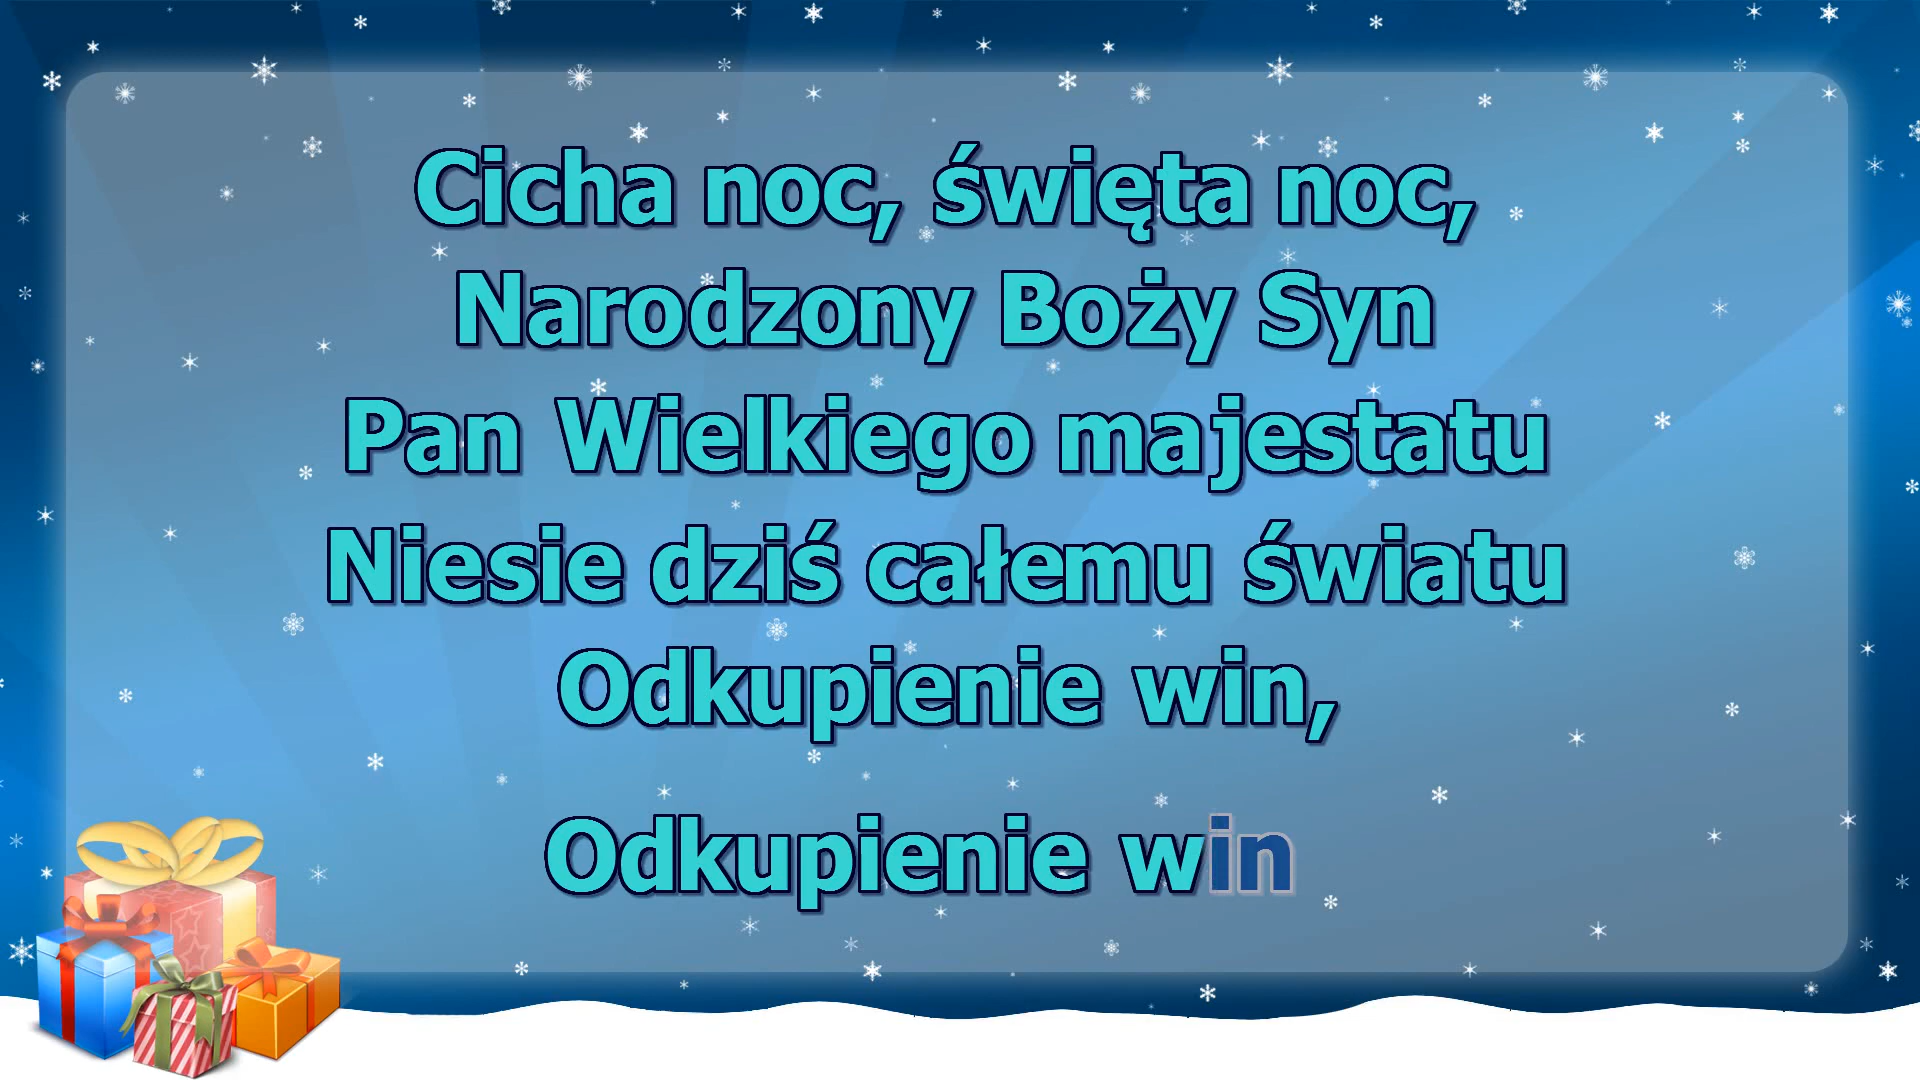 Cicha noc, święta noc,
Narodzony Boży Syn
Pan Wielkiego majestatu
Niesie dziś całemu światu
Odkupienie win,
Odkupienie win